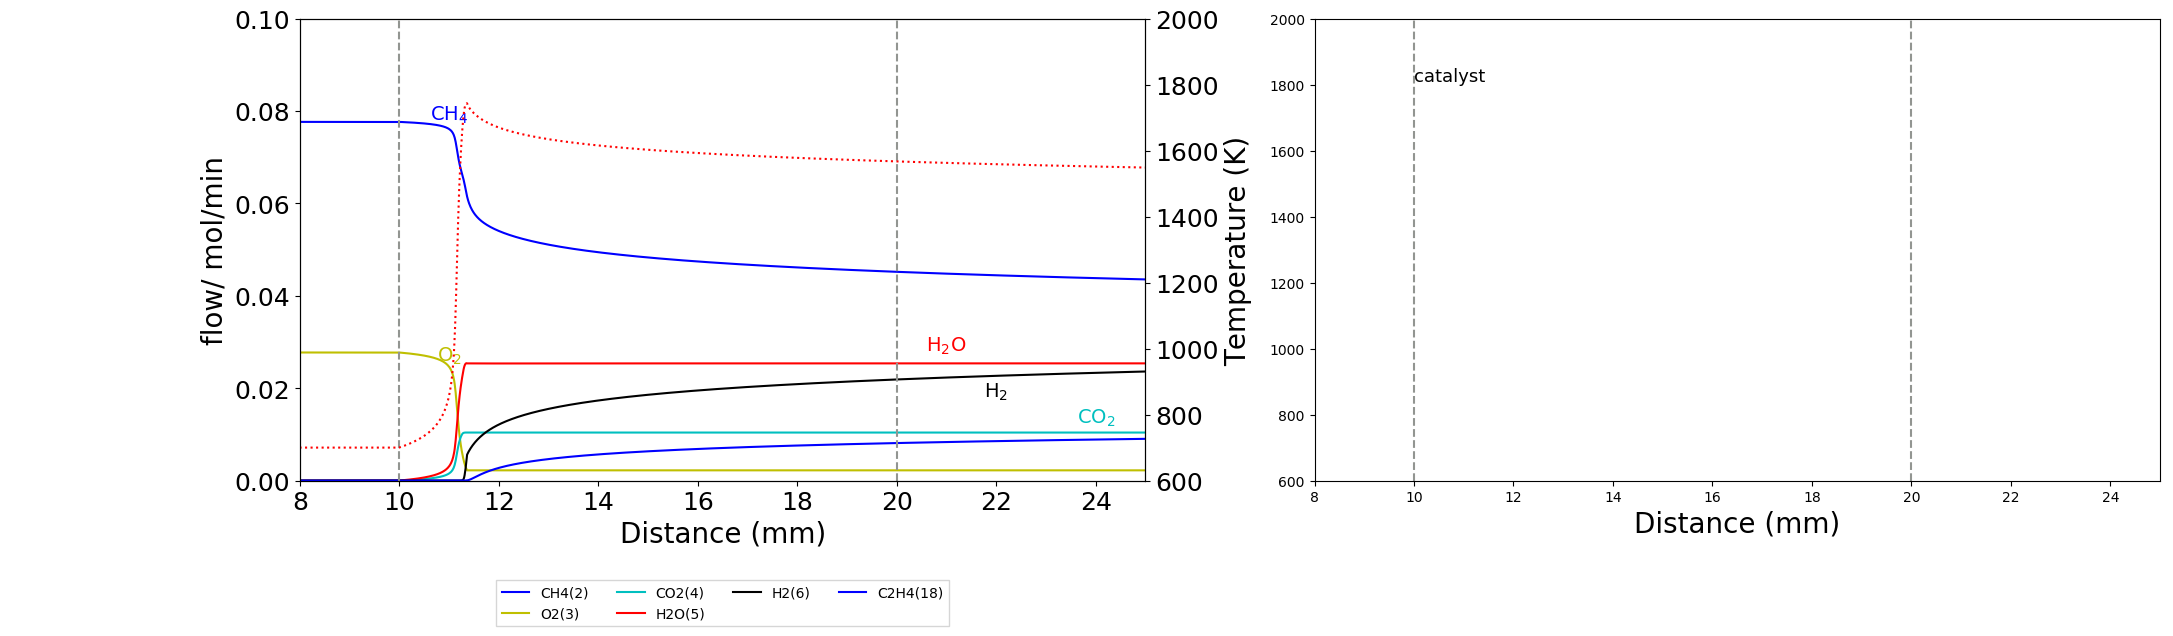 0.10
0.08
0.06
0.04
0.02
0.00
flow/ mol/min
CH₄
O₂
H₂O
H₂
CO₂
8 10 12 14 16 18 20 22 24
Distance (mm)
2000
1800
1600
1400
1200
1000
800
600
Temperature (K)
CH4(2) CO2(4) H2(6) C2H4(18)
O2(3) H2O(5)
2000
1800
1600
1400
1200
1000
800
600
catalyst
8 10 12 14 16 18 20 22 24
Distance (mm)